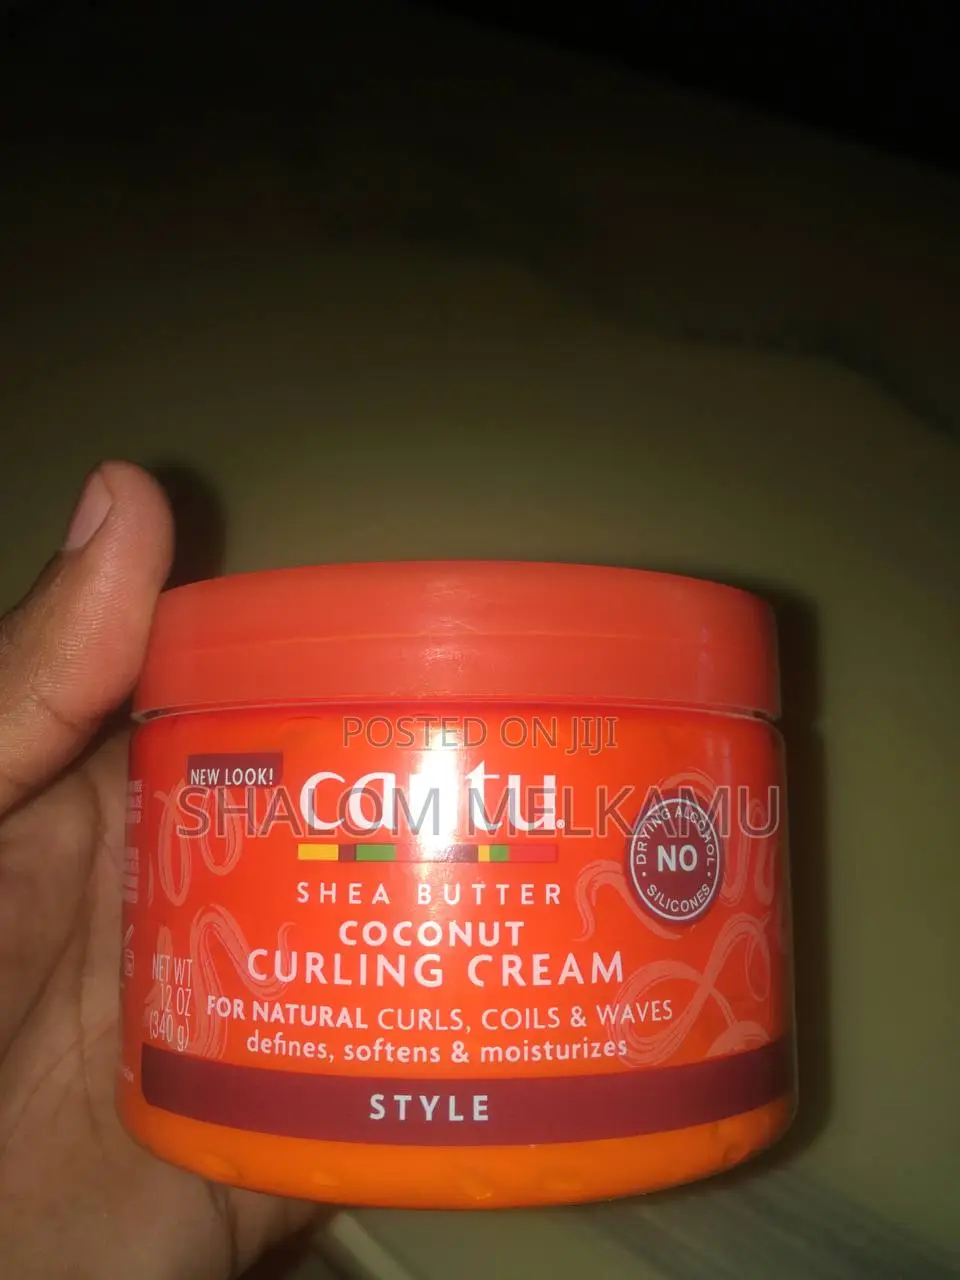 POSTED ON JIJI
NEW LOOK!
cantu®
SHALOM MELKAMU
DRYING ALCOHOL
NO
SILICONES
SHEA BUTTER
COCONUT
CURLING CREAM
NET WT
12 OZ
(340 g)
FOR NATURAL CURLS, COILS & WAVES
defines, softens & moisturizes
STYLE